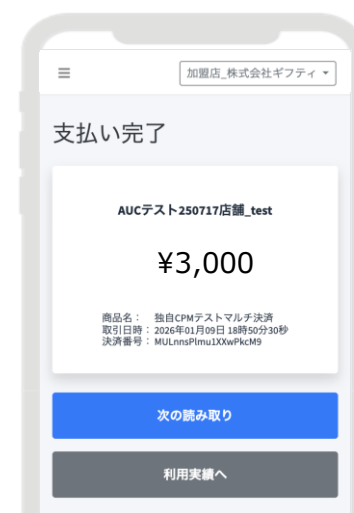 加盟店_株式会社ギフティ
支払い完了
AUCテスト250717店舗_test
¥3,000
商品名： 独自CPMテストマルチ決済
取引日時： 2026年01月09日 18時50分30秒
決済番号： MULnnsPlmu1XXwPkcM9
次の読み取り
利用実績へ